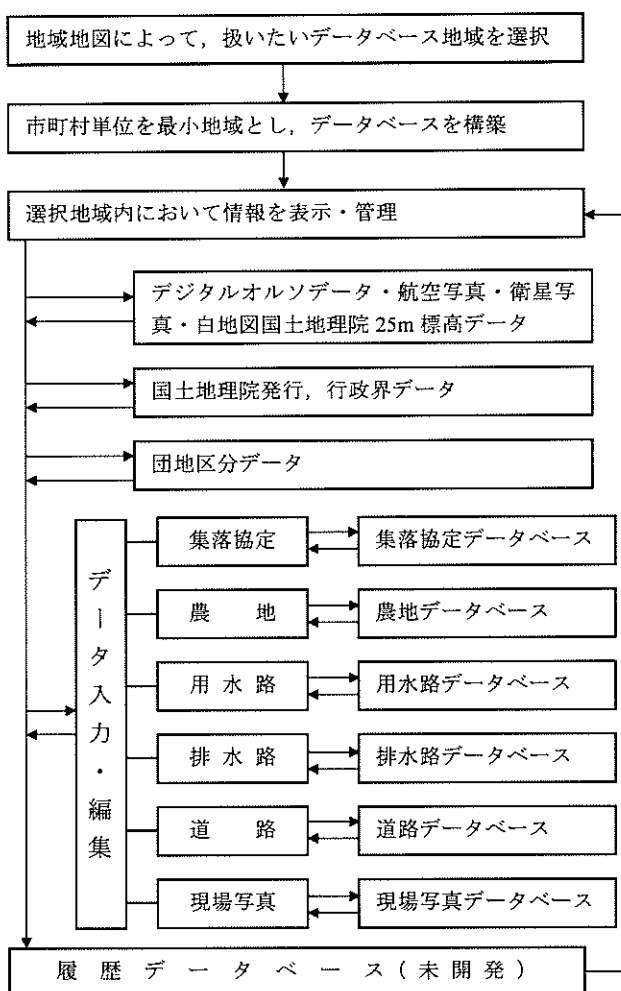 地域地図によって，扱いたいデータベース地域を選択
市町村単位を最小地域とし，データベースを構築
選択地域内において情報を表示・管理
デジタルオルソデータ・航空写真・衛星写
真・白地図国土地理院 25m 標高データ
国土地理院発行，行政界データ
団地区分データ
データ入力・編集
集落協定
集落協定データベース
農　地
農地データベース
用 水 路
用水路データベース
排 水 路
排水路データベース
道　路
道路データベース
現場写真
現場写真データベース
履 歴 デ ー タ ベ ー ス ( 未 開 発 )